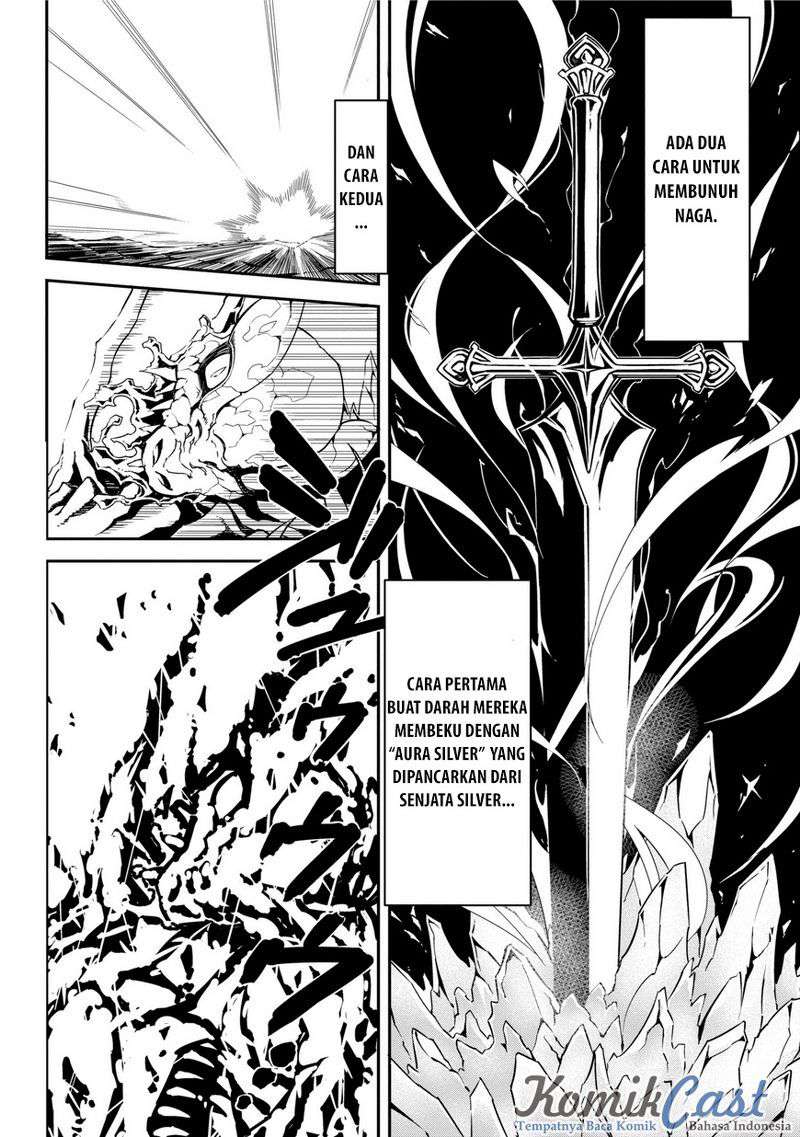 ADA DUA
CARA UNTUK
MEMBUNUH
NAGA.
CARA PERTAMA
BUAT DARAH MEREKA
MEMBEKU DENGAN
“AURA SILVER” YANG
DIPANCARKAN DARI
SENJATA SILVER...
DAN
CARA
KEDUA
...
KomikCast
Tempatnya Baca Komik Bahasa Indonesia